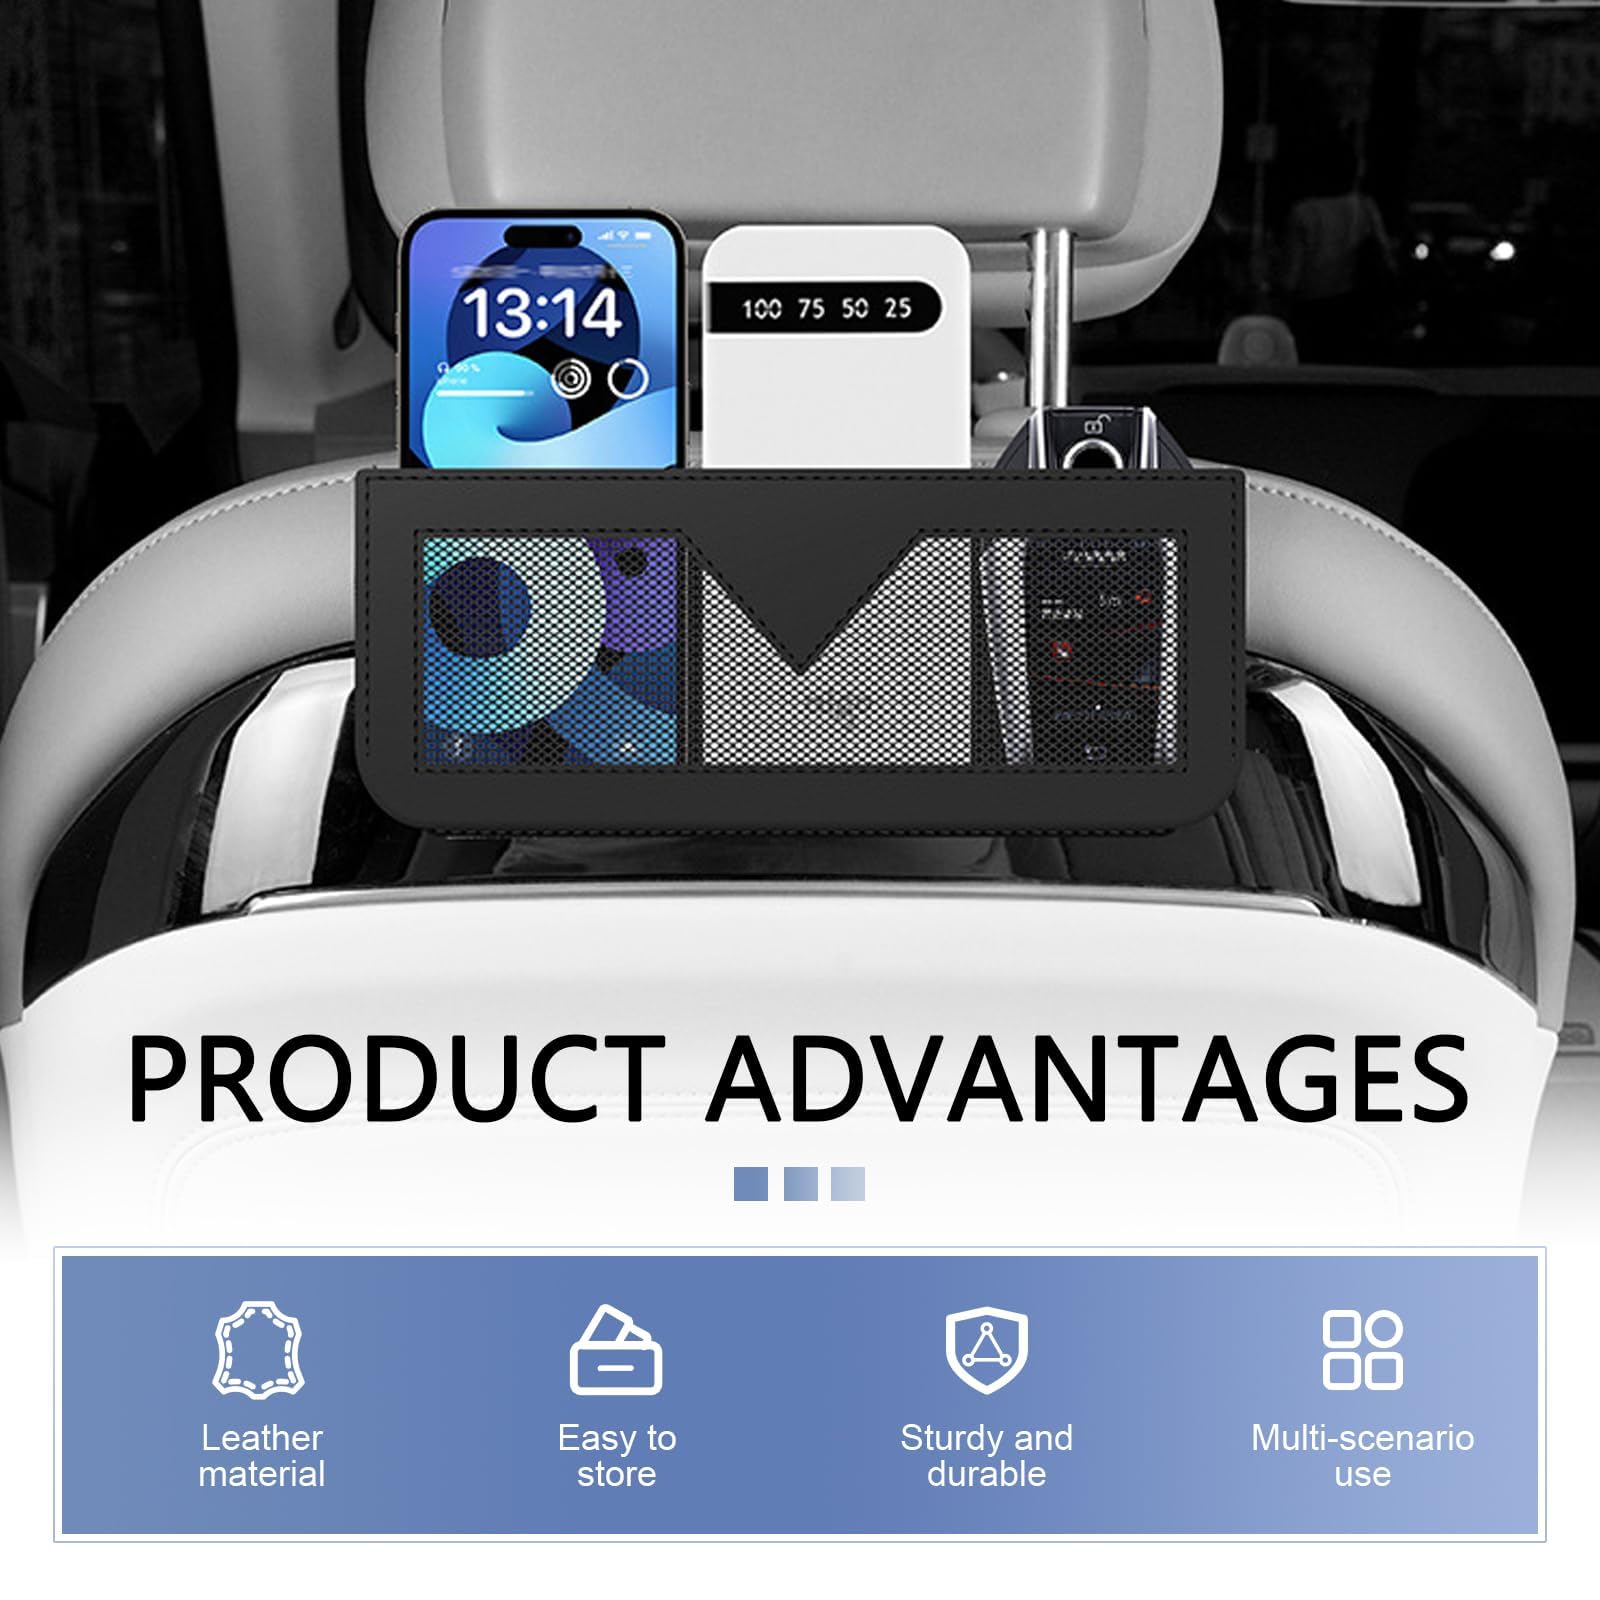 13:14
90%
100 75 50 25
PRODUCT ADVANTAGES
Leather
material
Easy to
store
Sturdy and
durable
Multi-scenario
use